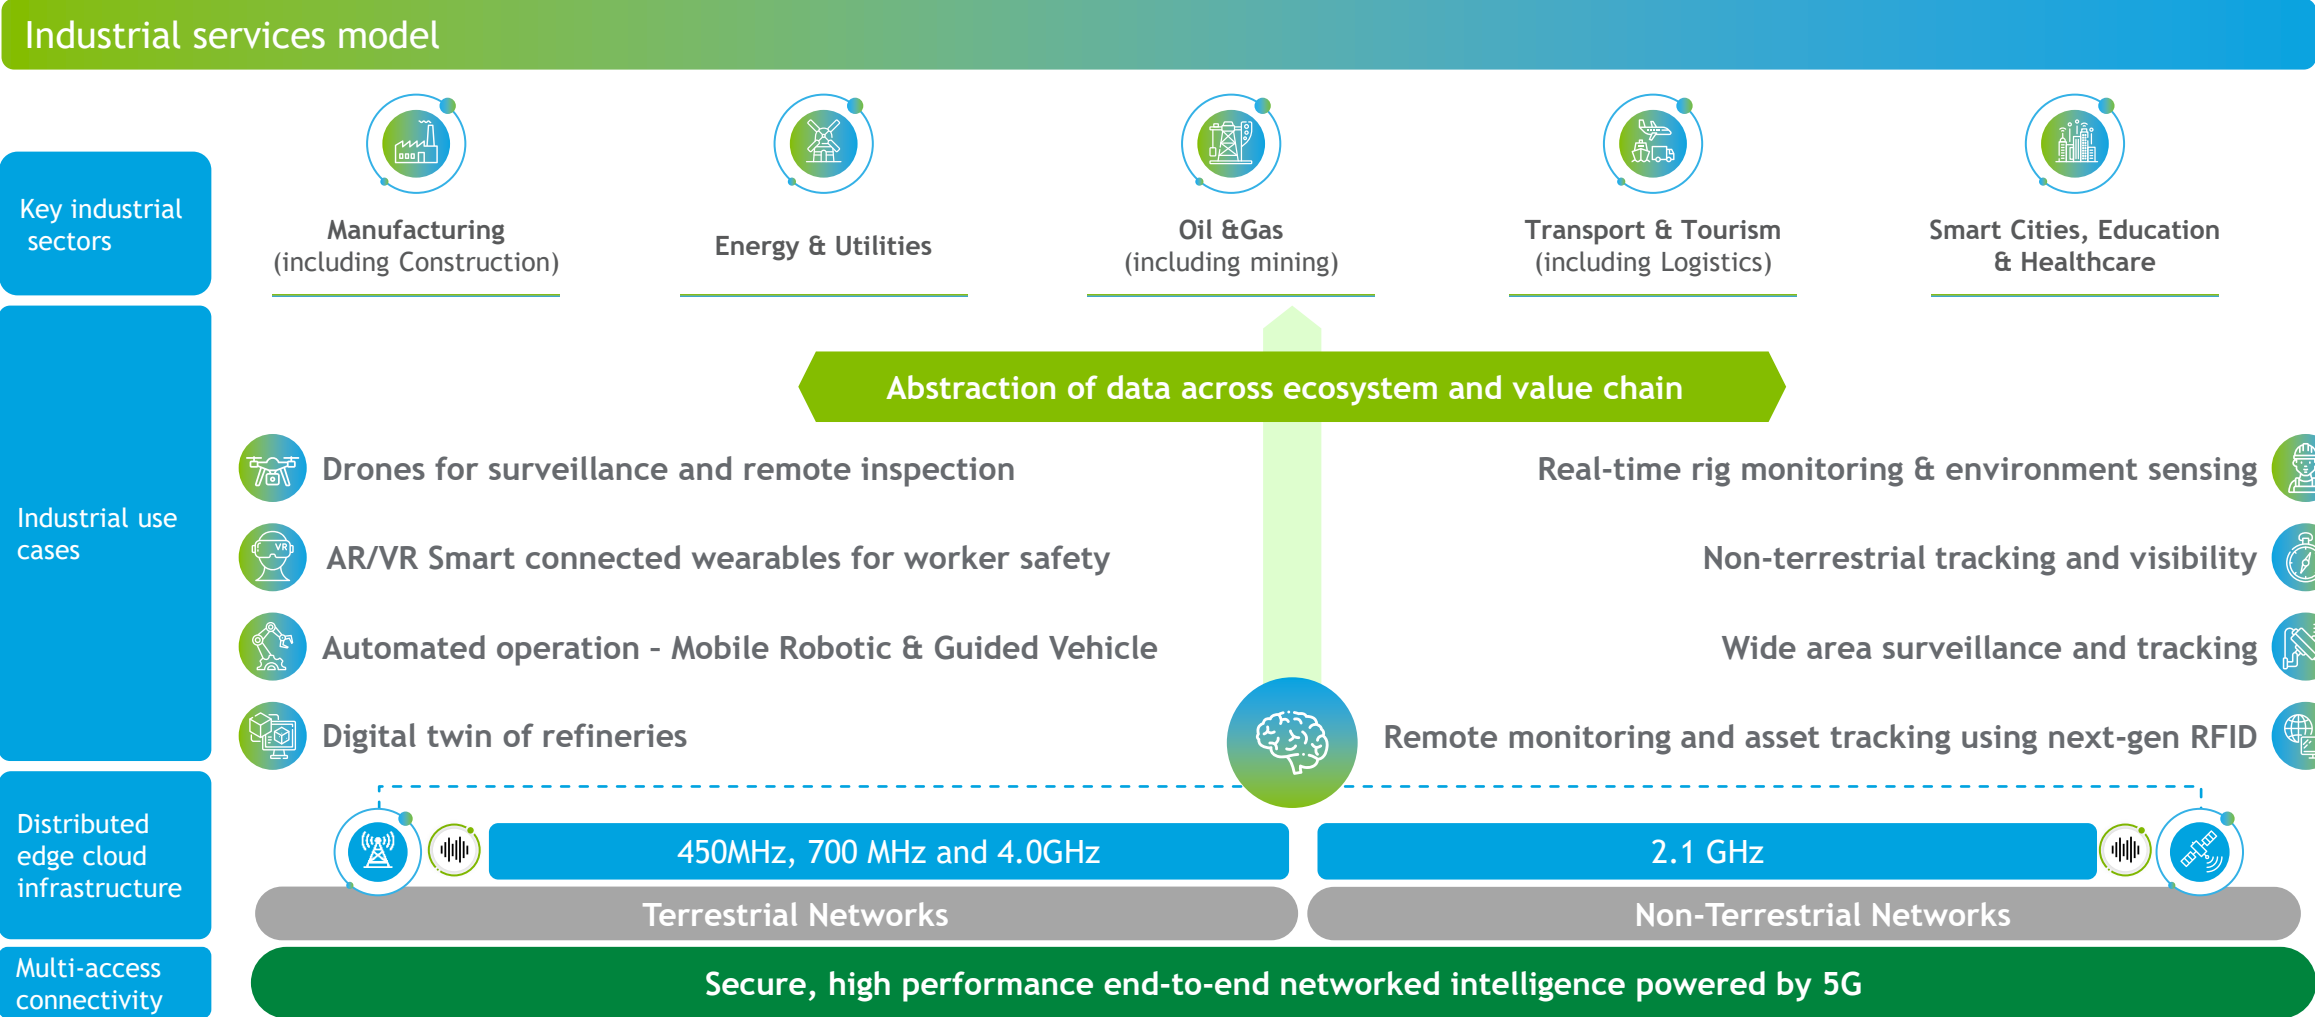 Industrial services model
Key industrial
sectors
Manufacturing
(including Construction)
Energy & Utilities
Oil &Gas
(including mining)
Transport & Tourism
(including Logistics)
Smart Cities, Education
& Healthcare
Industrial use
cases
Abstraction of data across ecosystem and value chain
Drones for surveillance and remote inspection
Real-time rig monitoring & environment sensing
VR
AR/VR Smart connected wearables for worker safety
Non-terrestrial tracking and visibility
Automated operation – Mobile Robotic & Guided Vehicle
Wide area surveillance and tracking
Digital twin of refineries
Remote monitoring and asset tracking using next-gen RFID
Distributed
edge cloud
infrastructure
450MHz, 700 MHz and 4.0GHz
2.1 GHz
Terrestrial Networks
Non-Terrestrial Networks
Multi-access
connectivity
Secure, high performance end-to-end networked intelligence powered by 5G